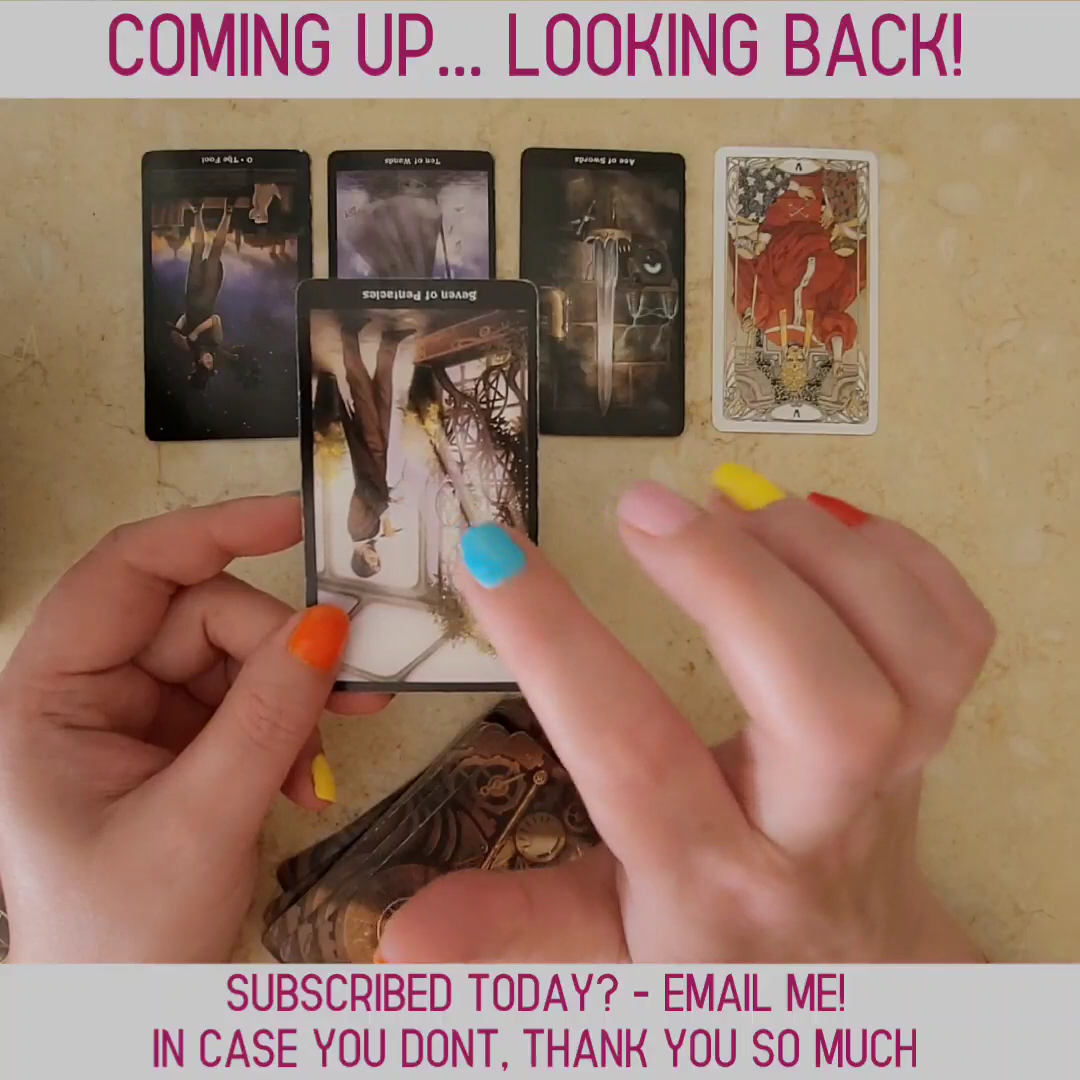 COMING UP... LOOKING BACK!
0 • The Fool
Ten of Wands
Ace of Swords
V
Seven of Pentacles
V
SUBSCRIBED TODAY? - EMAIL ME!
IN CASE YOU DONT, THANK YOU SO MUCH